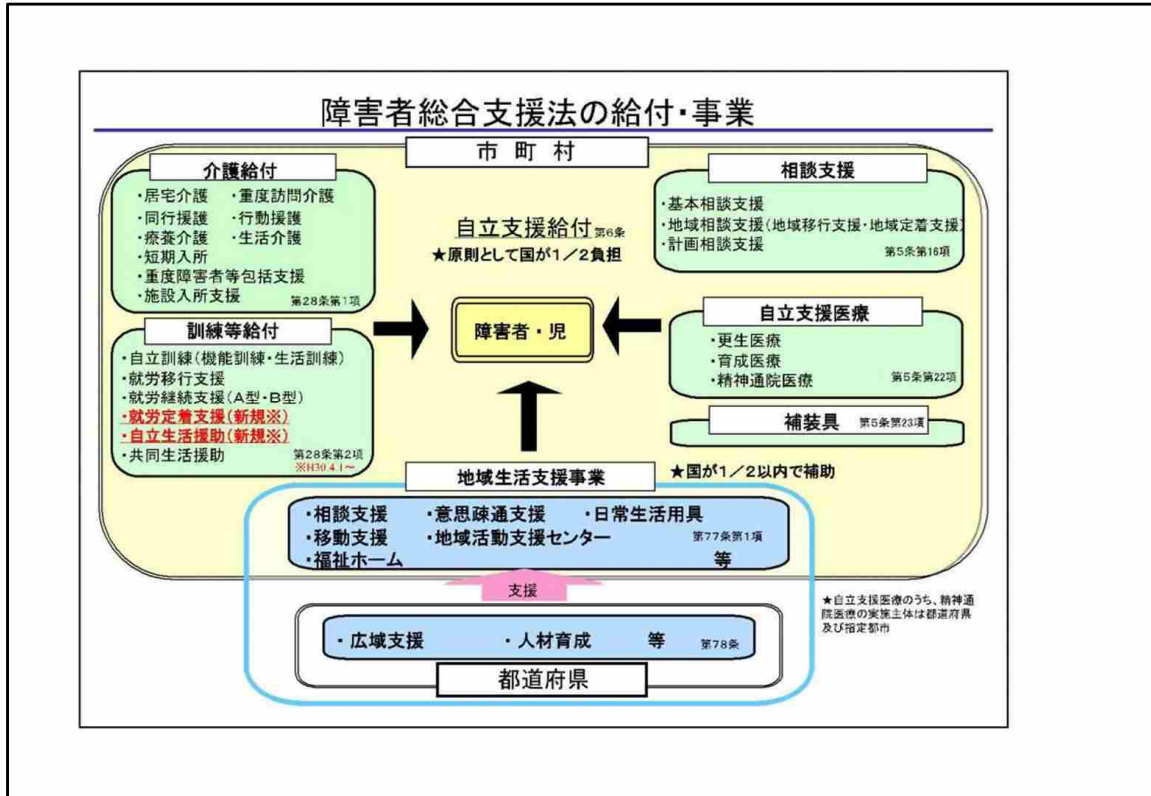 障害者総合支援法の給付・事業
市町村
介護給付
・居宅介護　・重度訪問介護
・同行援護　・行動援護
・療養介護　・生活介護
・短期入所
・重度障害者等包括支援
・施設入所支援　第28条第1項
訓練等給付
・自立訓練(機能訓練・生活訓練)
・就労移行支援
・就労継続支援(A型・B型)
・就労定着支援(新規※)
・自立生活援助(新規※)
・共同生活援助　第28条第2項
※H30.4.1～
自立支援給付 第6条
★原則として国が1/2負担
障害者・児
相談支援
・基本相談支援
・地域相談支援(地域移行支援・地域定着支援)
・計画相談支援　第5条第16項
自立支援医療
・更生医療
・育成医療
・精神通院医療　第5条第22項
補装具　第5条第23項
地域生活支援事業
★国が1/2以内で補助
・相談支援　・意思疎通支援　・日常生活用具
・移動支援　・地域活動支援センター　第77条第1項
・福祉ホーム　等
支援
★自立支援医療のうち、精神通
院医療の実施主体は都道府県
及び指定都市
・広域支援　・人材育成　等　第78条
都道府県